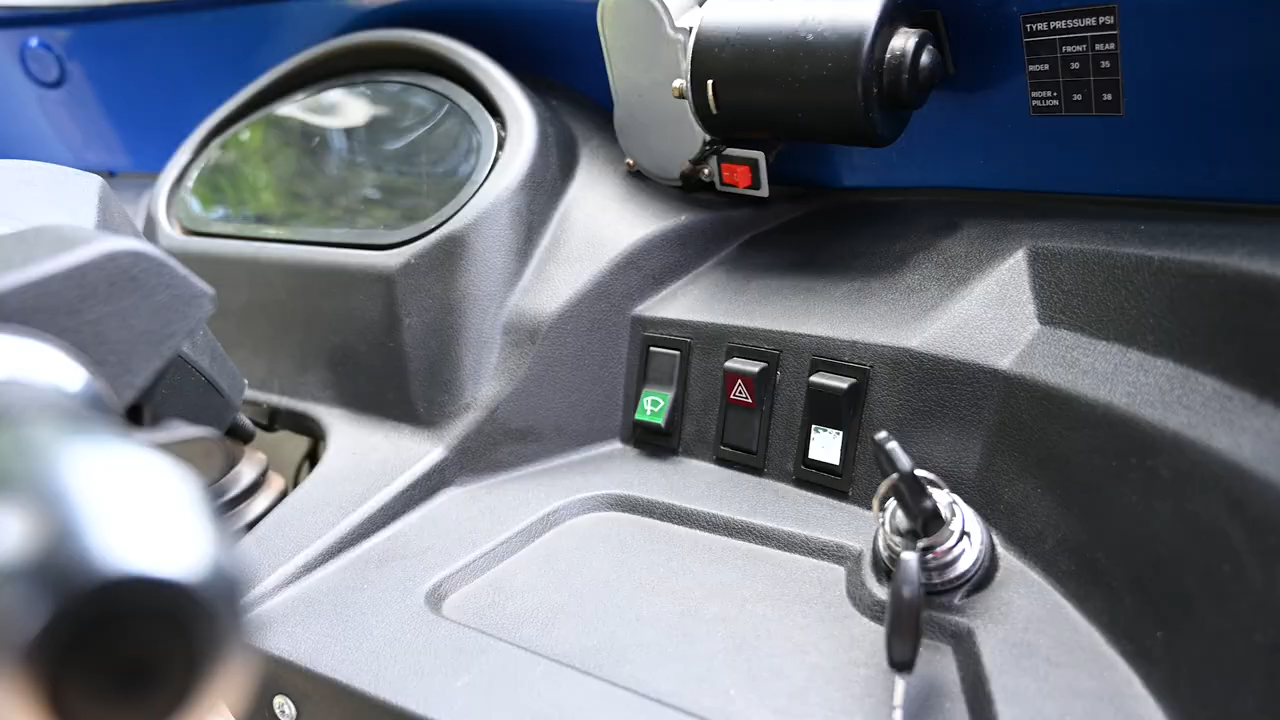 TYRE PRESSURE PSI
FRONT REAR
RIDER 30 35
RIDER + PILLION 30 38